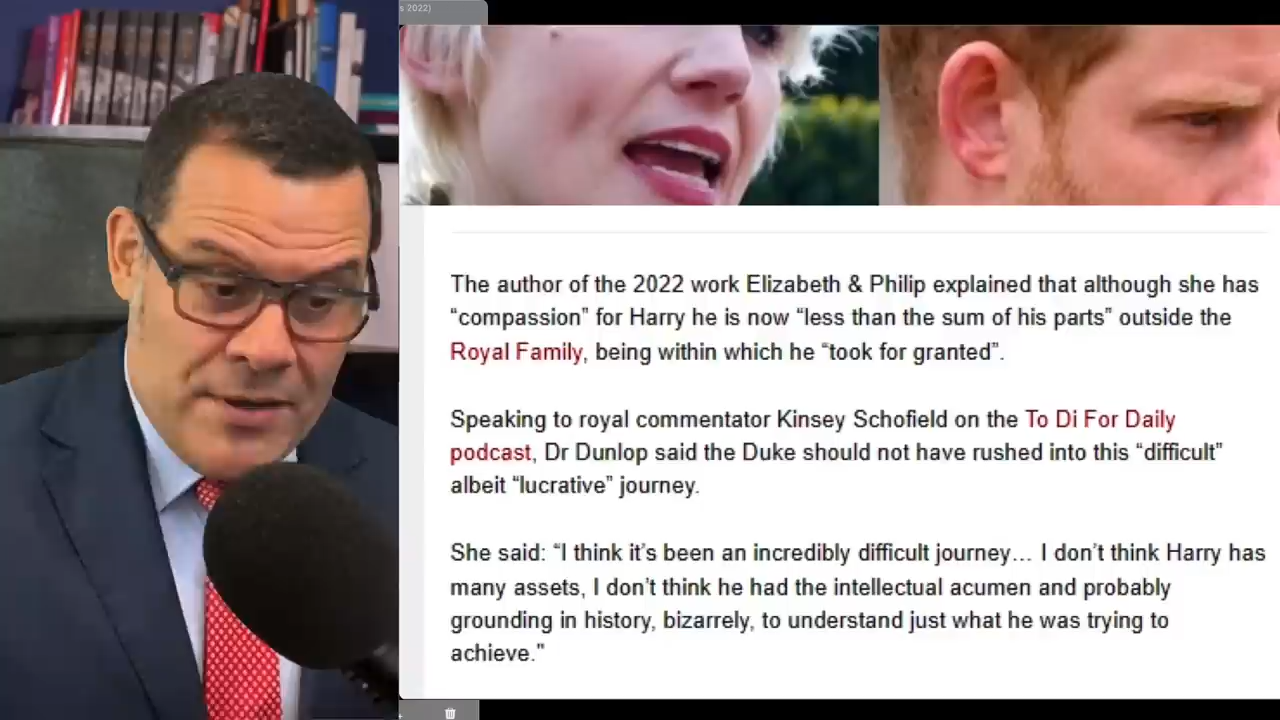 s 2022)
The author of the 2022 work Elizabeth & Philip explained that although she has
“compassion” for Harry he is now “less than the sum of his parts” outside the
Royal Family, being within which he “took for granted”.
Speaking to royal commentator Kinsey Schofield on the To Di For Daily
podcast, Dr Dunlop said the Duke should not have rushed into this “difficult”
albeit “lucrative” journey.
She said: “I think it’s been an incredibly difficult journey… I don’t think Harry has
many assets, I don’t think he had the intellectual acumen and probably
grounding in history, bizarrely, to understand just what he was trying to
achieve.”